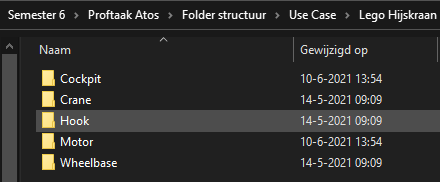 Semester 6 > Proftaak Atos > Folder structuur > Use Case > Lego Hijskraan
Naam Gewijzigd op
Cockpit 10-6-2021 13:54
Crane 14-5-2021 09:09
Hook 14-5-2021 09:09
Motor 10-6-2021 13:54
Wheelbase 14-5-2021 09:09